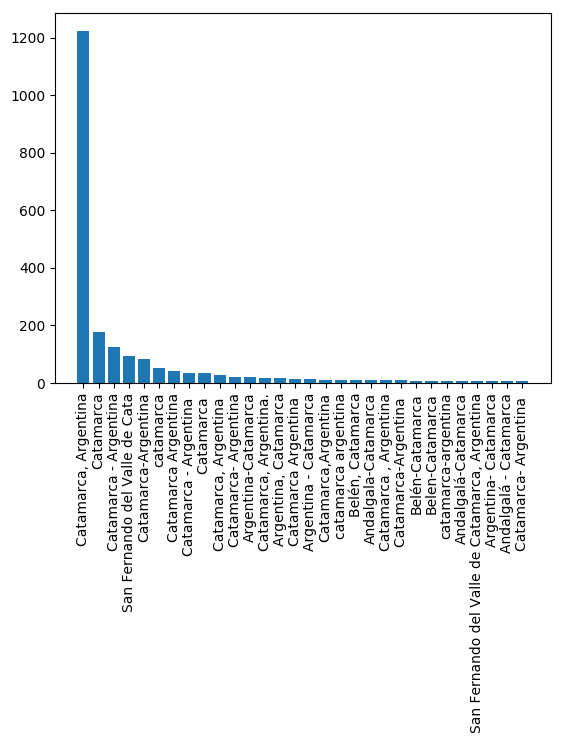 1200
1000
800
600
400
200
0
Catamarca, Argentina
Catamarca
Catamarca - Argentina
San Fernando del Valle de Cata
Catamarca-Argentina
catamarca
Catamarca Argentina
Catamarca - Argentina
Catamarca
Catamarca, Argentina
Catamarca- Argentina
Argentina-Catamarca
Catamarca, Argentina.
Argentina, Catamarca
Catamarca Argentina
Argentina - Catamarca
Catamarca,Argentina
catamarca argentina
Belén, Catamarca
Andalgala-Catamarca
Catamarca , Argentina
Catamarca-Argentina
Belén-Catamarca
Belen-Catamarca
catamarca-argentina
Andalgalá-Catamarca
San Fernando del Valle de Catamarca, Argentina
Argentina- Catamarca
Andalgalá - Catamarca
Catamarca- Argentina